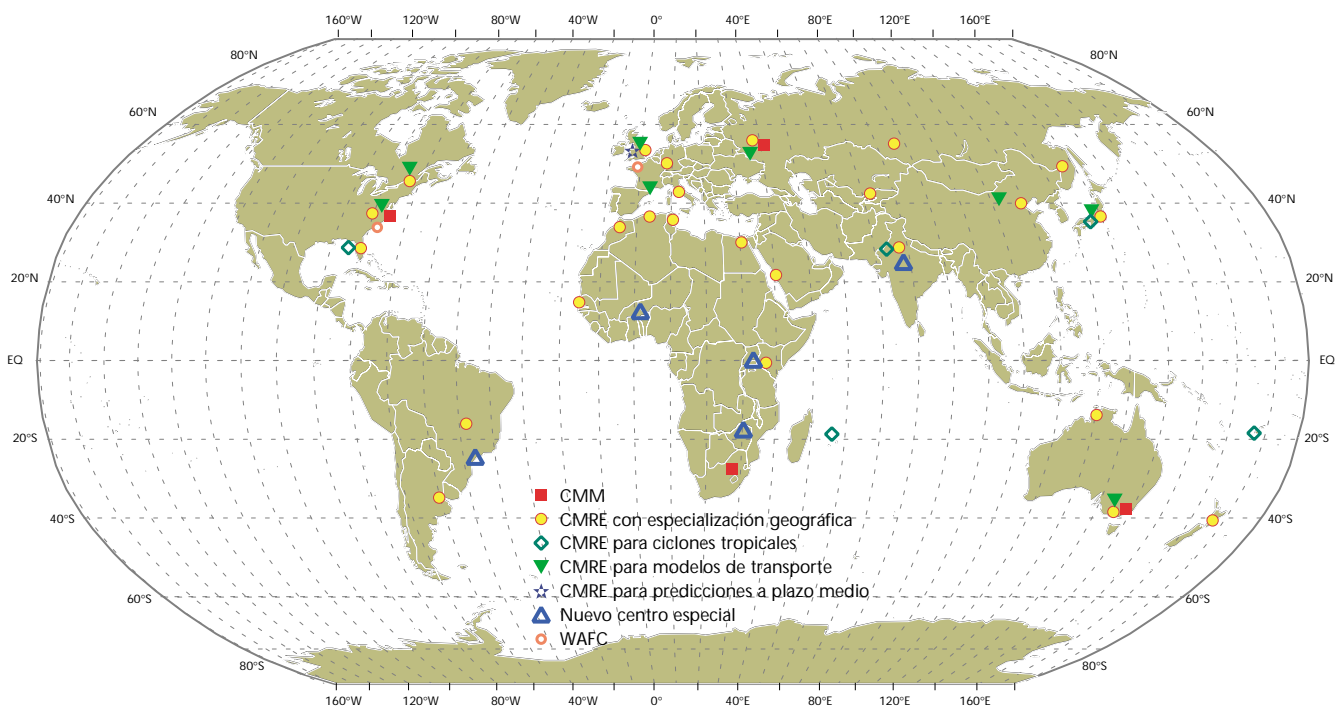 160°W 120°W 80°W 40°W 0° 40°E 80°E 120°E 160°E
80°N 80°N
60°N 60°N
40°N 40°N
20°N 20°N
EQ EQ
20°S 20°S
CMM
CMRE con especialización geográfica
40°S 40°S
CMRE para ciclones tropicales
CMRE para modelos de transporte
CMRE para predicciones a plazo medio
60°S 60°S
Nuevo centro especial
WAFC
80°S 80°S
160°W 120°W 80°W 40°W 0° 40°E 80°E 120°E 160°E